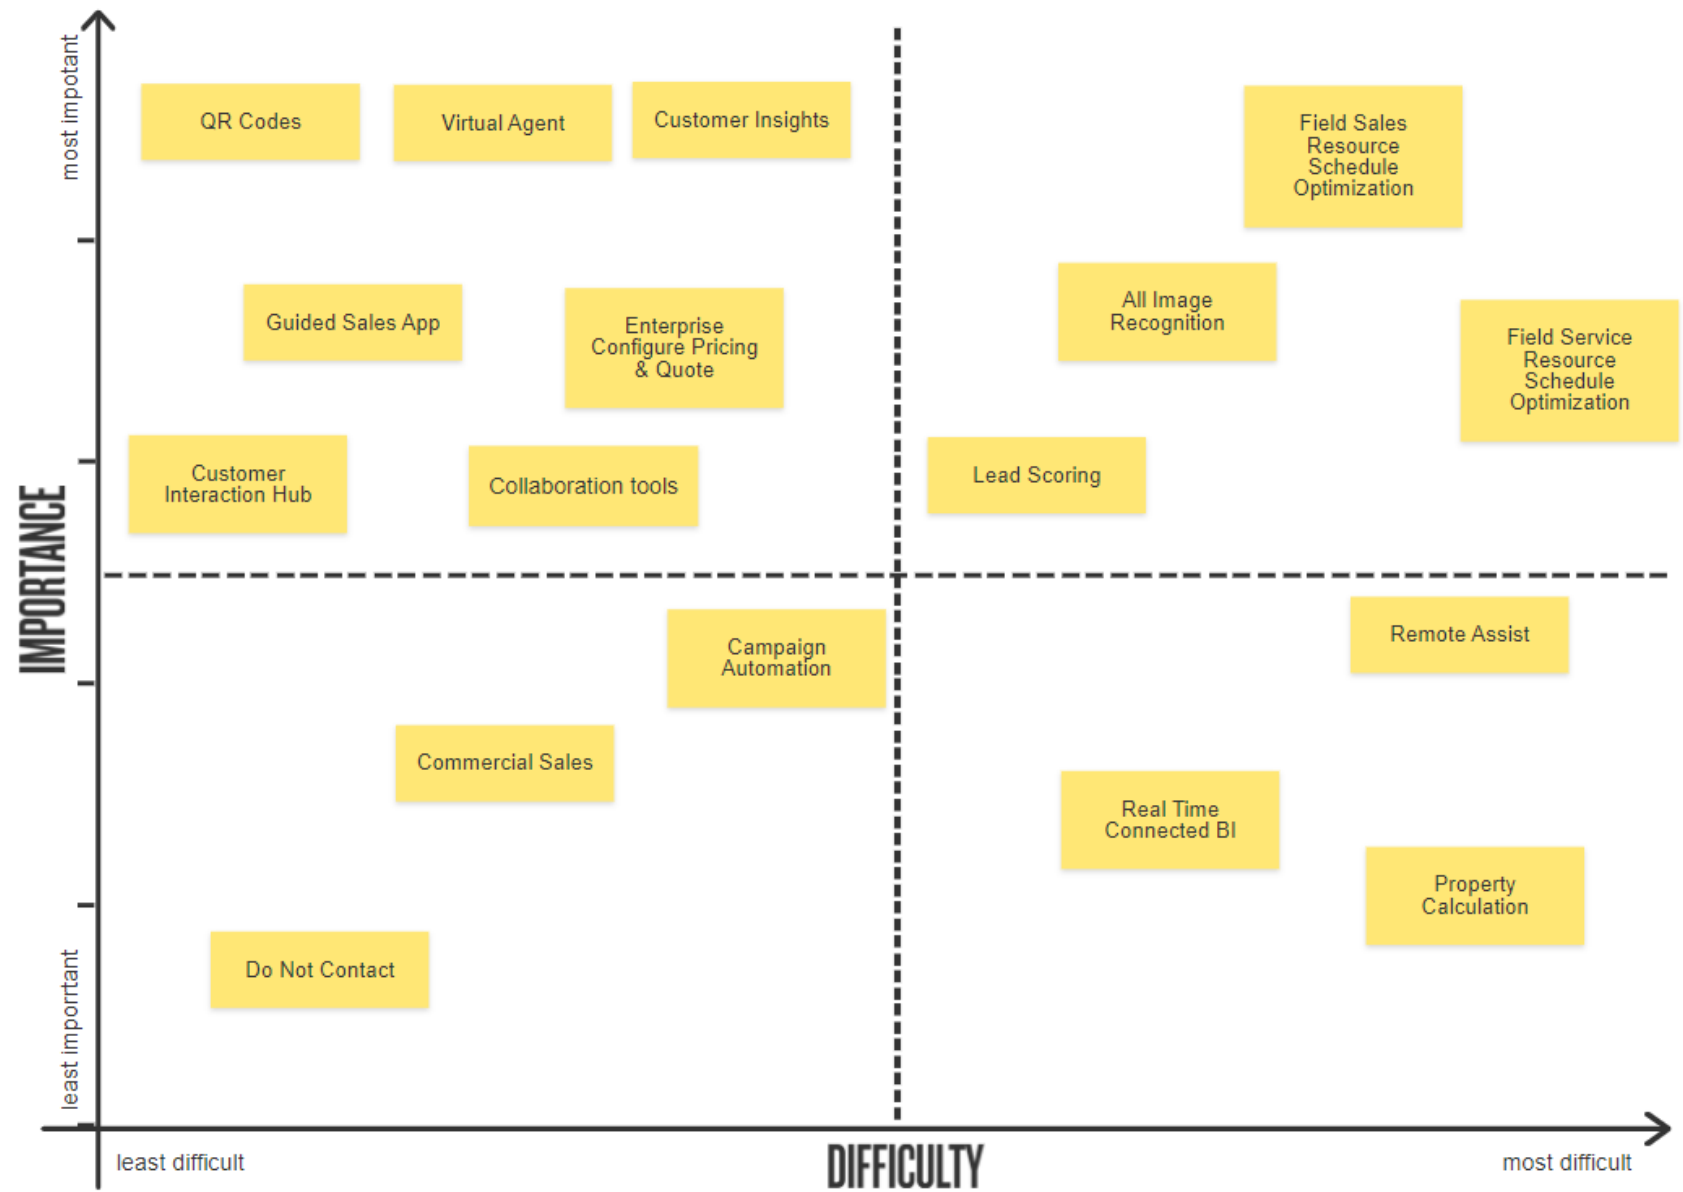 most impotant
QR Codes
Virtual Agent
Customer Insights
Field Sales
Resource
Schedule
Optimization
Guided Sales App
Enterprise
Configure Pricing
& Quote
All Image
Recognition
Field Service
Resource
Schedule
Optimization
Customer
Interaction Hub
Collaboration tools
Lead Scoring
IMPORTANCE
Campaign
Automation
Remote Assist
Commercial Sales
Real Time
Connected BI
Property
Calculation
Do Not Contact
least imporrtant
least difficult
DIFFICULTY
most difficult